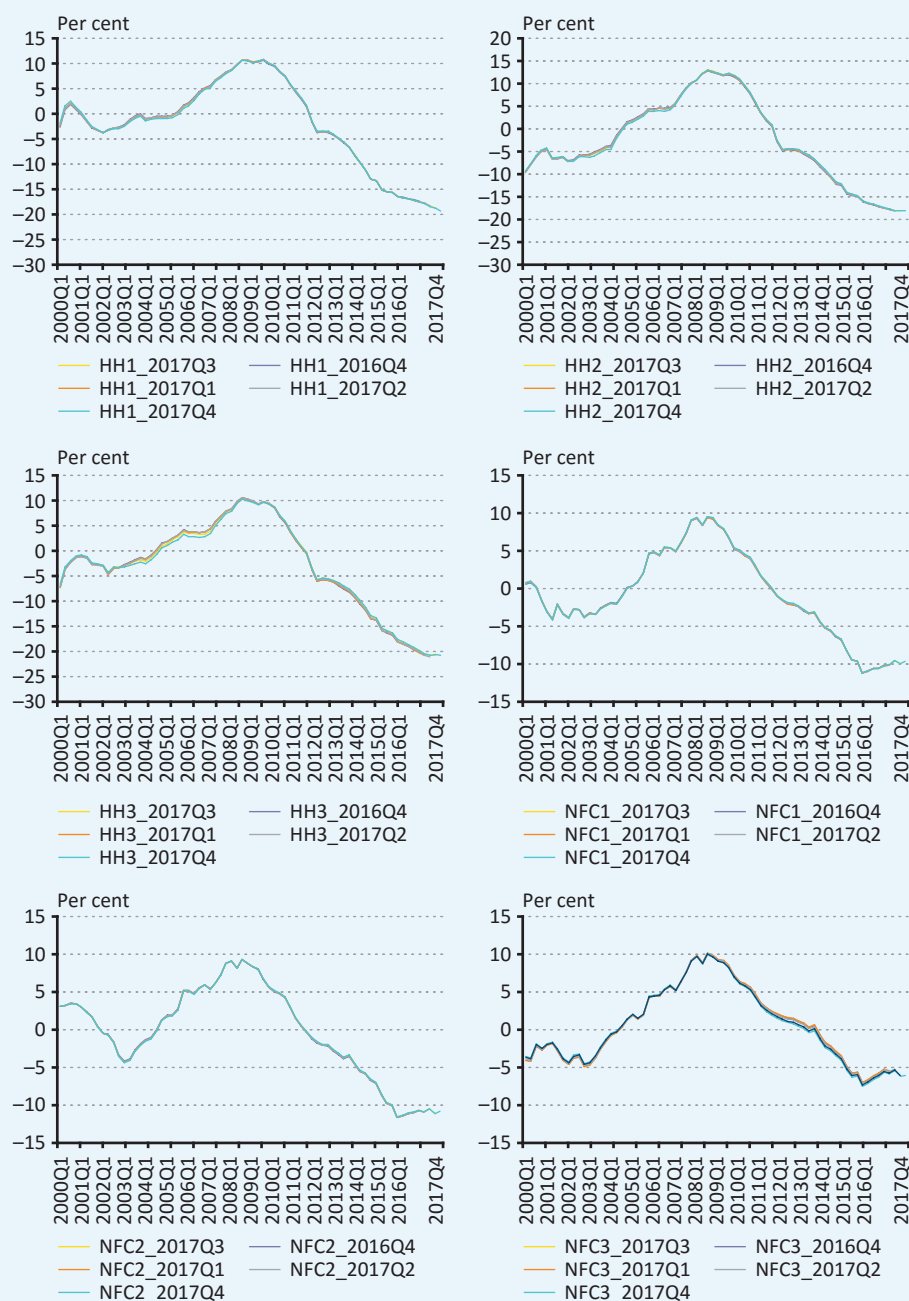 Per cent
15
10
5
0
−5
−10
−15
−20
−25
−30
2000Q1
2001Q1
2002Q1
2003Q1
2004Q1
2005Q1
2006Q1
2007Q1
2008Q1
2009Q1
2010Q1
2011Q1
2012Q1
2013Q1
2014Q1
2015Q1
2016Q1
2017Q4
HH1_2017Q3 HH1_2016Q4
HH1_2017Q1 HH1_2017Q2
HH1_2017Q4
Per cent
20
15
10
5
0
−5
−10
−15
−20
−25
−30
2000Q1
2001Q1
2002Q1
2003Q1
2004Q1
2005Q1
2006Q1
2007Q1
2008Q1
2009Q1
2010Q1
2011Q1
2012Q1
2013Q1
2014Q1
2015Q1
2016Q1
2017Q4
HH2_2017Q3 HH2_2016Q4
HH2_2017Q1 HH2_2017Q2
HH2_2017Q4
Per cent
15
10
5
0
−5
−10
−15
−20
−25
−30
2000Q1
2001Q1
2002Q1
2003Q1
2004Q1
2005Q1
2006Q1
2007Q1
2008Q1
2009Q1
2010Q1
2011Q1
2012Q1
2013Q1
2014Q1
2015Q1
2016Q1
2017Q4
HH3_2017Q3 HH3_2016Q4
HH3_2017Q1 HH3_2017Q2
HH3_2017Q4
Per cent
15
10
5
0
−5
−10
−15
2000Q1
2001Q1
2002Q1
2003Q1
2004Q1
2005Q1
2006Q1
2007Q1
2008Q1
2009Q1
2010Q1
2011Q1
2012Q1
2013Q1
2014Q1
2015Q1
2016Q1
2017Q4
NFC1_2017Q3 NFC1_2016Q4
NFC1_2017Q1 NFC1_2017Q2
NFC1_2017Q4
Per cent
15
10
5
0
−5
−10
−15
2000Q1
2001Q1
2002Q1
2003Q1
2004Q1
2005Q1
2006Q1
2007Q1
2008Q1
2009Q1
2010Q1
2011Q1
2012Q1
2013Q1
2014Q1
2015Q1
2016Q1
2017Q4
NFC2_2017Q3 NFC2_2016Q4
NFC2_2017Q1 NFC2_2017Q2
NFC2_2017Q4
Per cent
15
10
5
0
−5
−10
−15
2000Q1
2001Q1
2002Q1
2003Q1
2004Q1
2005Q1
2006Q1
2007Q1
2008Q1
2009Q1
2010Q1
2011Q1
2012Q1
2013Q1
2014Q1
2015Q1
2016Q1
2017Q4
NFC3_2017Q3 NFC3_2016Q4
NFC3_2017Q1 NFC3_2017Q2
NFC3_2017Q4